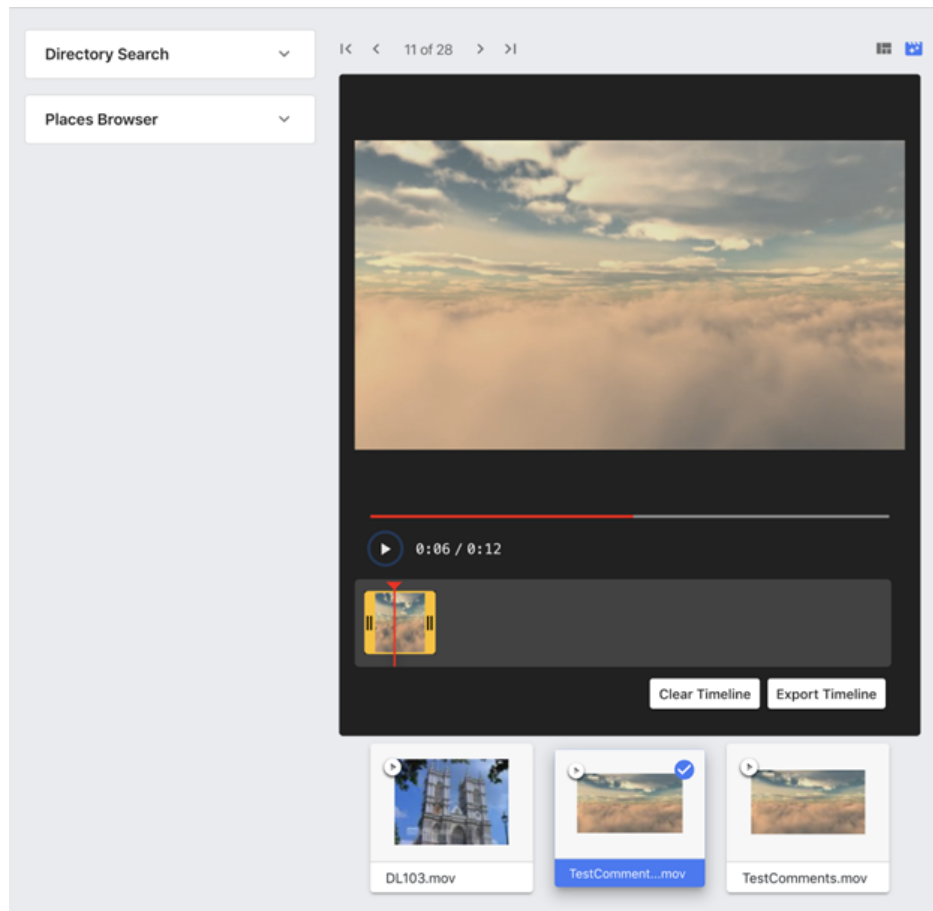 Directory Search
Places Browser
11 of 28
0:06 / 0:12
Clear Timeline
Export Timeline
DL103.mov
TestComment...mov
TestComments.mov